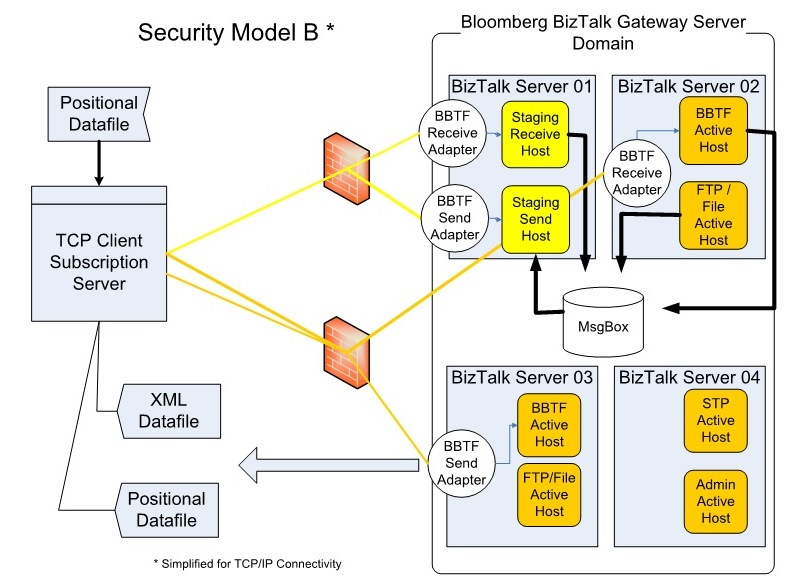 Security Model B *
Bloomberg BizTalk Gateway Server
Domain
Positional
Datafile
TCP Client
Subscription
Server
XML
Datafile
Positional
Datafile
BizTalk Server 01
BBTF
Receive
Adapter
Staging
Receive
Host
BBTF
Send
Adapter
Staging
Send
Host
BizTalk Server 02
BBTF
Active
Host
BBTF
Receive
Adapter
FTP /
File
Active
Host
MsgBox
BizTalk Server 03
BBTF
Active
Host
BBTF
Send
Adapter
FTP/File
Active
Host
BizTalk Server 04
STP
Active
Host
Admin
Active
Host
* Simplified for TCP/IP Connectivity